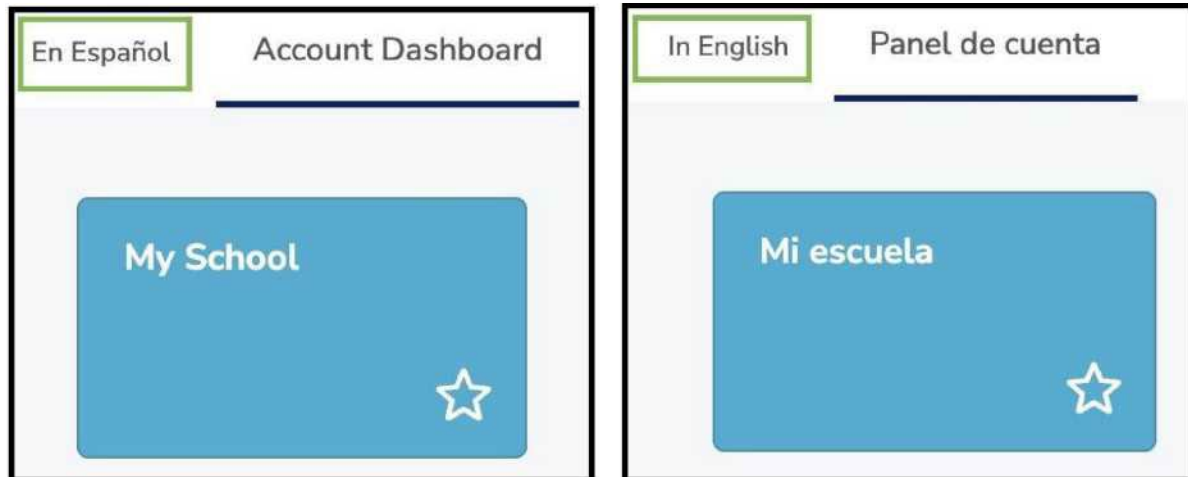 En Español
Account Dashboard
My School
In English
Panel de cuenta
Mi escuela